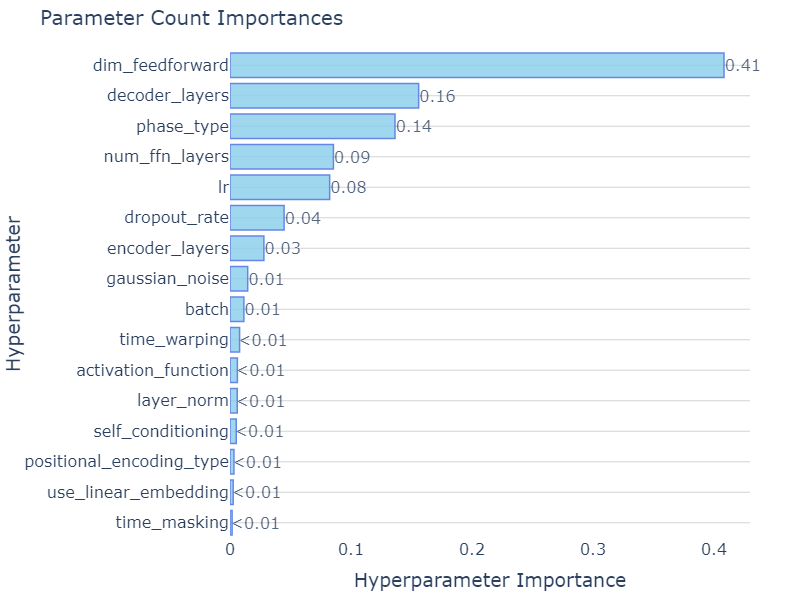 Parameter Count Importances
Hyperparameter
dim_feedforward 0.41
decoder_layers 0.16
phase_type 0.14
num_ffn_layers 0.09
lr 0.08
dropout_rate 0.04
encoder_layers 0.03
gaussian_noise 0.01
batch 0.01
time_warping <0.01
activation_function <0.01
layer_norm <0.01
self_conditioning <0.01
positional_encoding_type <0.01
use_linear_embedding <0.01
time_masking <0.01
0 0.1 0.2 0.3 0.4
Hyperparameter Importance